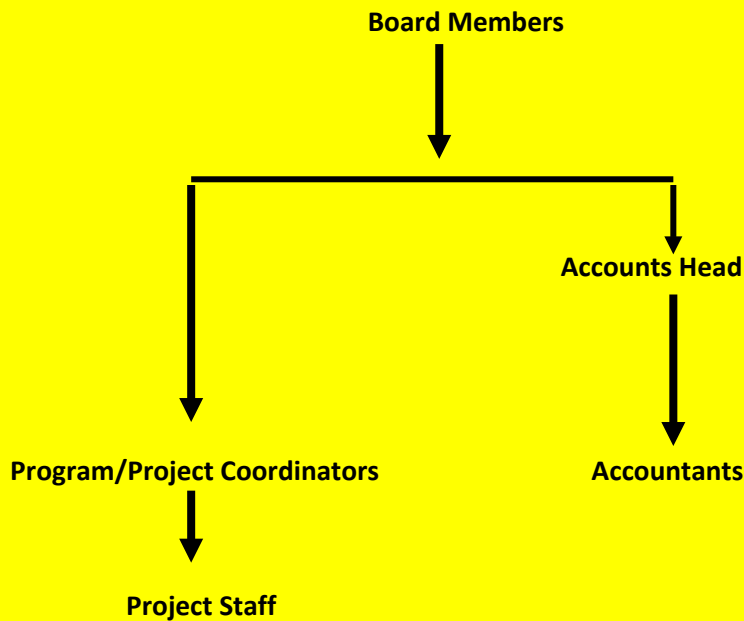 Board Members
Accounts Head
Program/Project Coordinators
Accountants
Project Staff